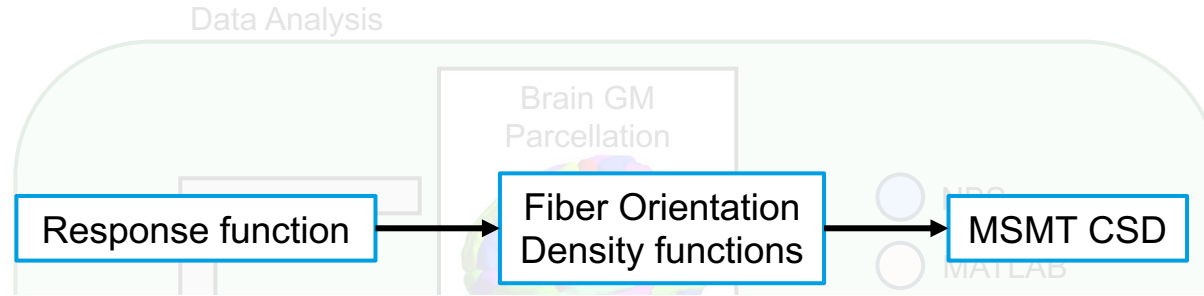 Data Analysis
Brain GM
Parcellation
Response function
Fiber Orientation
Density functions
NBS
MSMT CSD
MATLAB